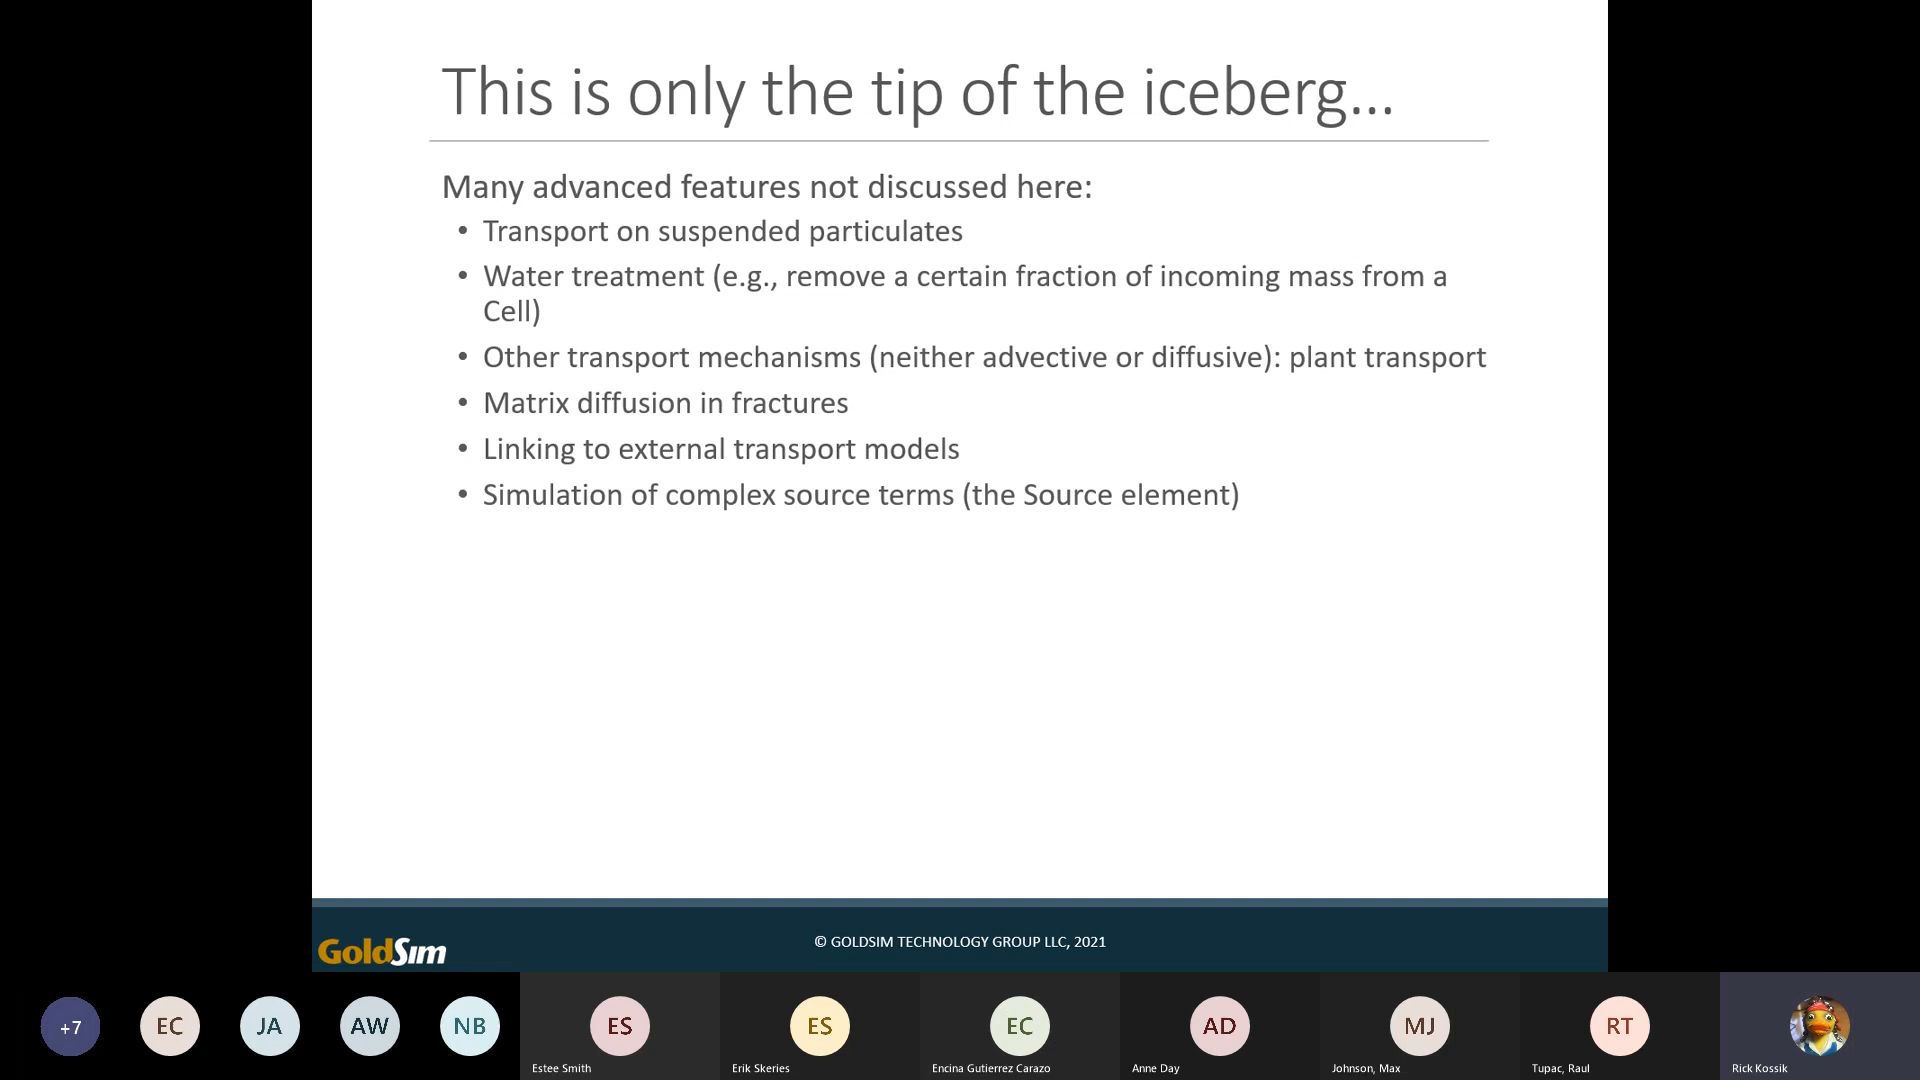 This is only the tip of the iceberg...
Many advanced features not discussed here:
• Transport on suspended particulates
• Water treatment (e.g., remove a certain fraction of incoming mass from a
Cell)
• Other transport mechanisms (neither advective or diffusive): plant transport
• Matrix diffusion in fractures
• Linking to external transport models
• Simulation of complex source terms (the Source element)
GoldSim
© GOLDSIM TECHNOLOGY GROUP LLC, 2021
+7
EC
JA
AW
NB
ES
Estee Smith
ES
Erik Skeries
EC
Encina Gutierrez Carazo
AD
Anne Day
MJ
Johnson, Max
RT
Tupac, Raul
Rick Kossik